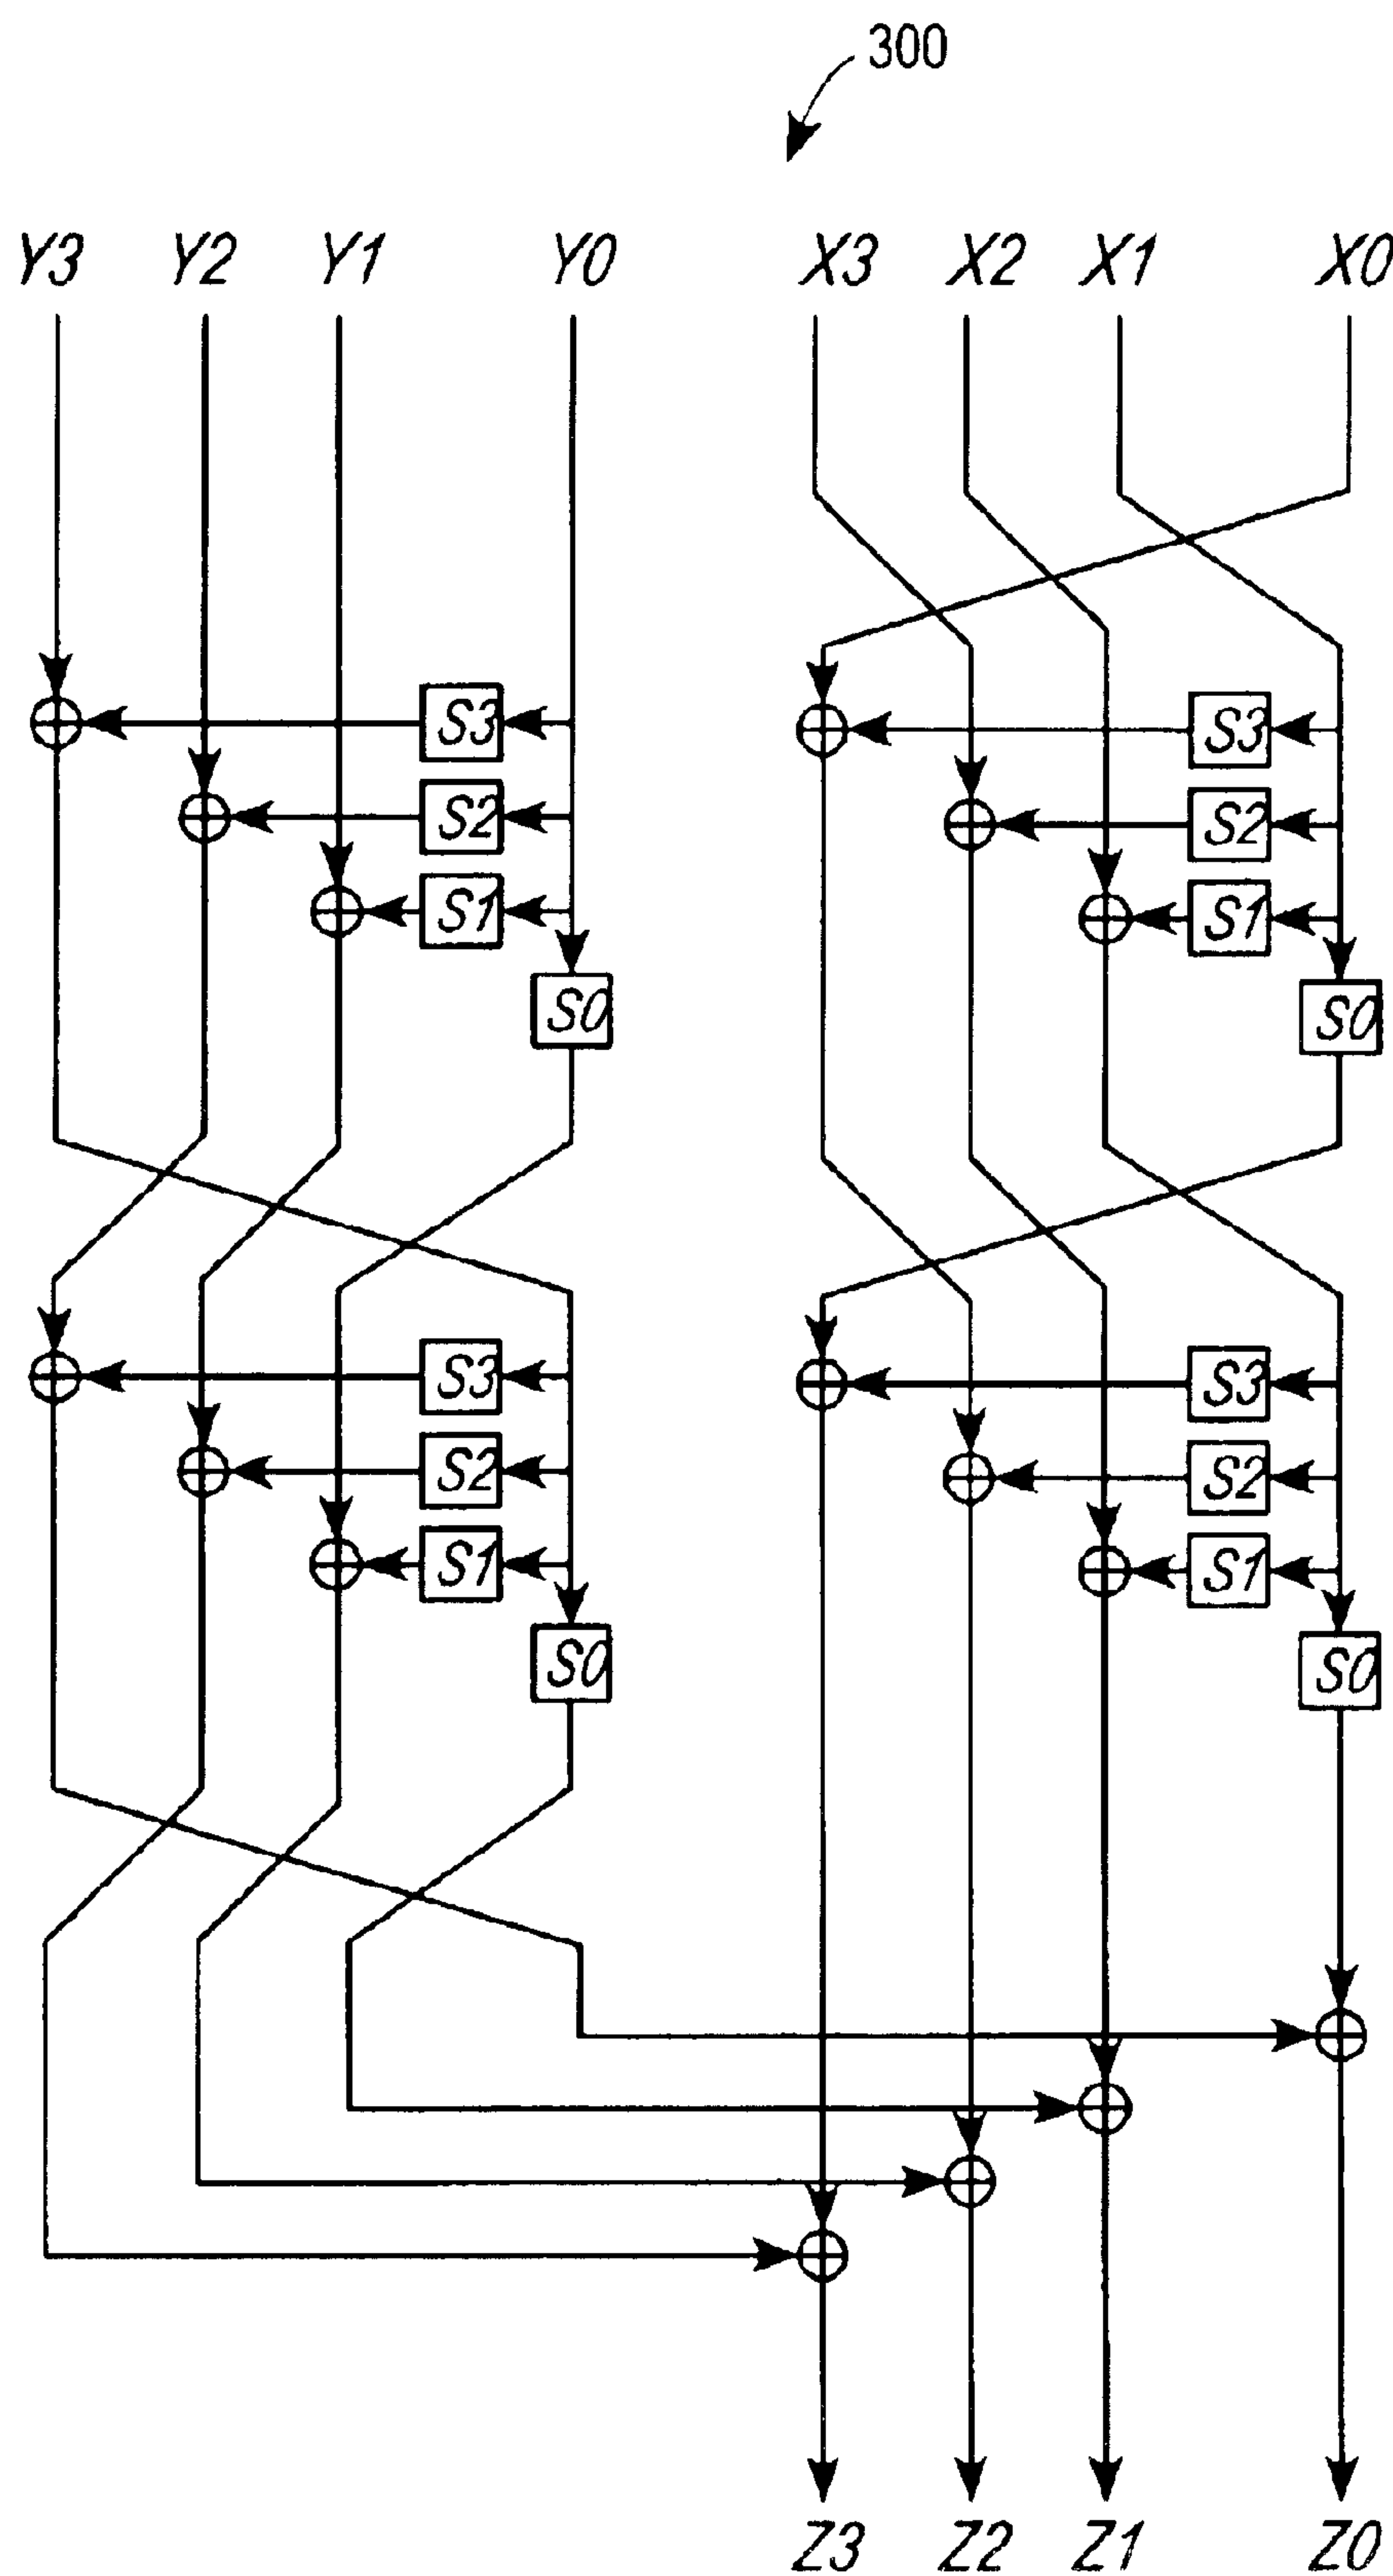 300
Y3 Y2 Y1 Y0 X3 X2 X1 X0
S3 S3
S2 S2
S1 S1
S0 S0
S3 S3
S2 S2
S1 S1
S0 S0
Z3 Z2 Z1 Z0